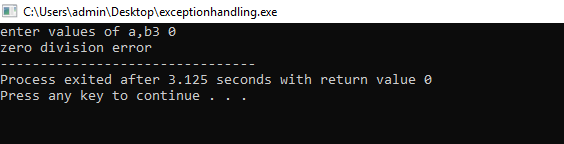 C:\Users\admin\Desktop\exceptionhandling.exe
enter values of a,b3 0
zero division error
--------------------------------
Process exited after 3.125 seconds with return value 0
Press any key to continue . . .